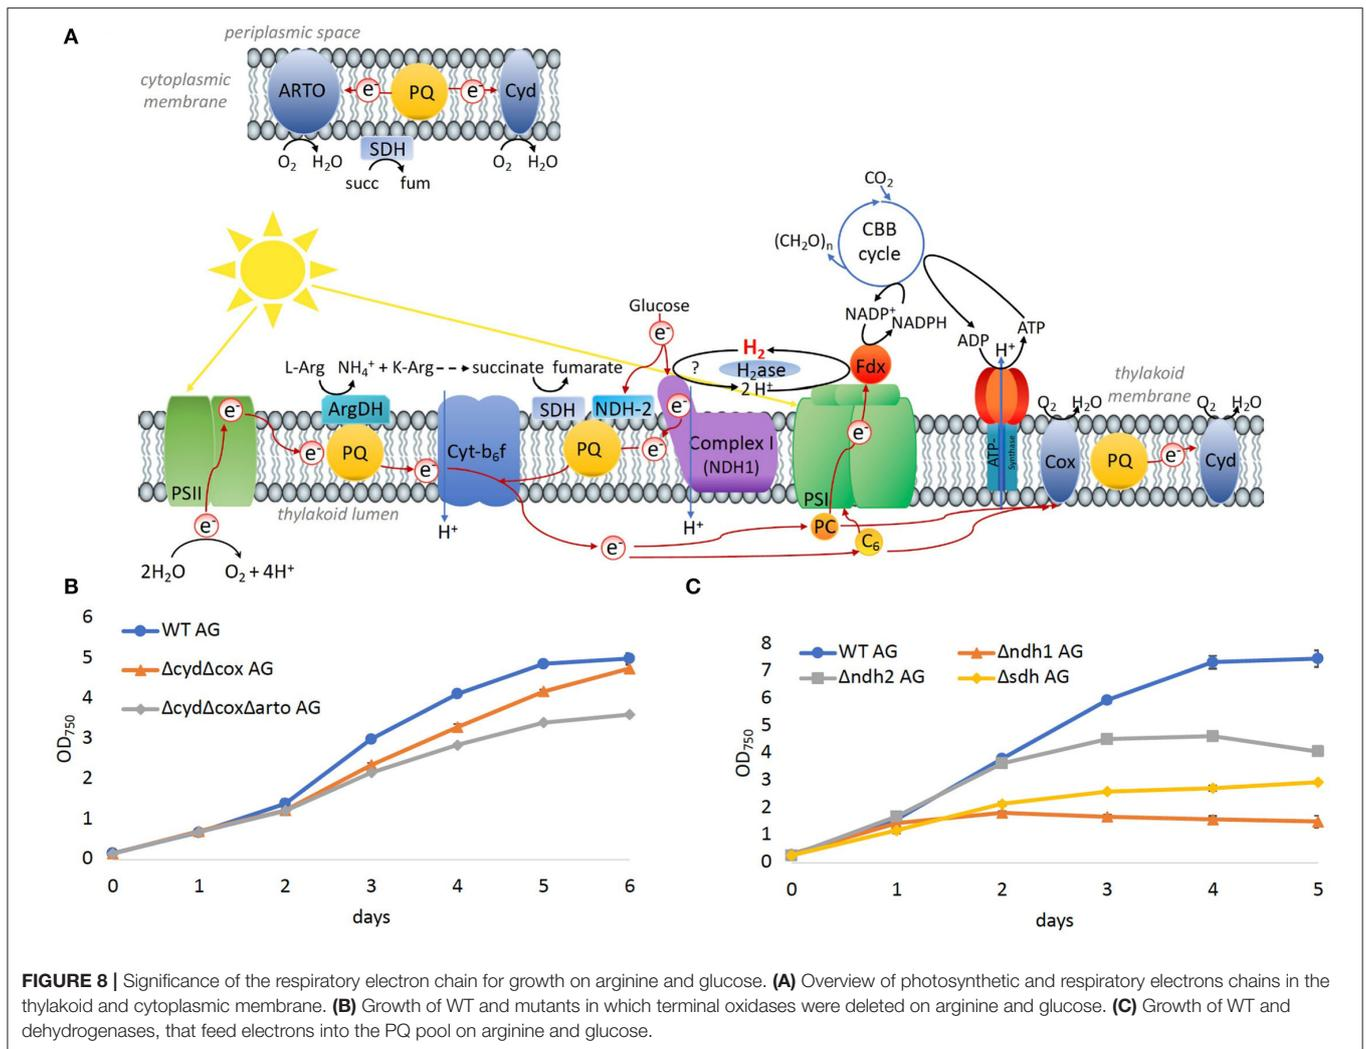 A
periplasmic space
cytoplasmic
membrane
ARTO
e-
PQ
e-
Cyd
O2
H2O
SDH
O2
H2O
succ
fum
CO2
CBB
cycle
(CH2O)n
Glucose
e-
NADP+
NADPH
ADP
ATP
H+
H2
?
H2ase
2 H+
Fdx
L-Arg
NH4+ + K-Arg
succinate
fumarate
thylakoid
membrane
ArgDH
SDH
NDH-2
e-
O2
H2O
O2
H2O
e-
PSII
e-
PQ
e-
Cyt-b6f
PQ
e-
Complex I
(NDH1)
e-
PSI
ATP-
Synthase
Cox
PQ
e-
Cyd
thylakoid lumen
e-
H+
H+
PC
e-
C6
2H2O
O2 + 4H+
B
6
5
4
3
2
1
0
OD750
WT AG
ΔcydΔcox AG
ΔcydΔcoxΔarto AG
0 1 2 3 4 5 6
days
C
8
7
6
5
4
3
2
1
0
OD750
WT AG
Δndh1 AG
Δndh2 AG
Δsdh AG
0 1 2 3 4 5
days
FIGURE 8 | Significance of the respiratory electron chain for growth on arginine and glucose. (A) Overview of photosynthetic and respiratory electrons chains in the
thylakoid and cytoplasmic membrane. (B) Growth of WT and mutants in which terminal oxidases were deleted on arginine and glucose. (C) Growth of WT and
dehydrogenases, that feed electrons into the PQ pool on arginine and glucose.